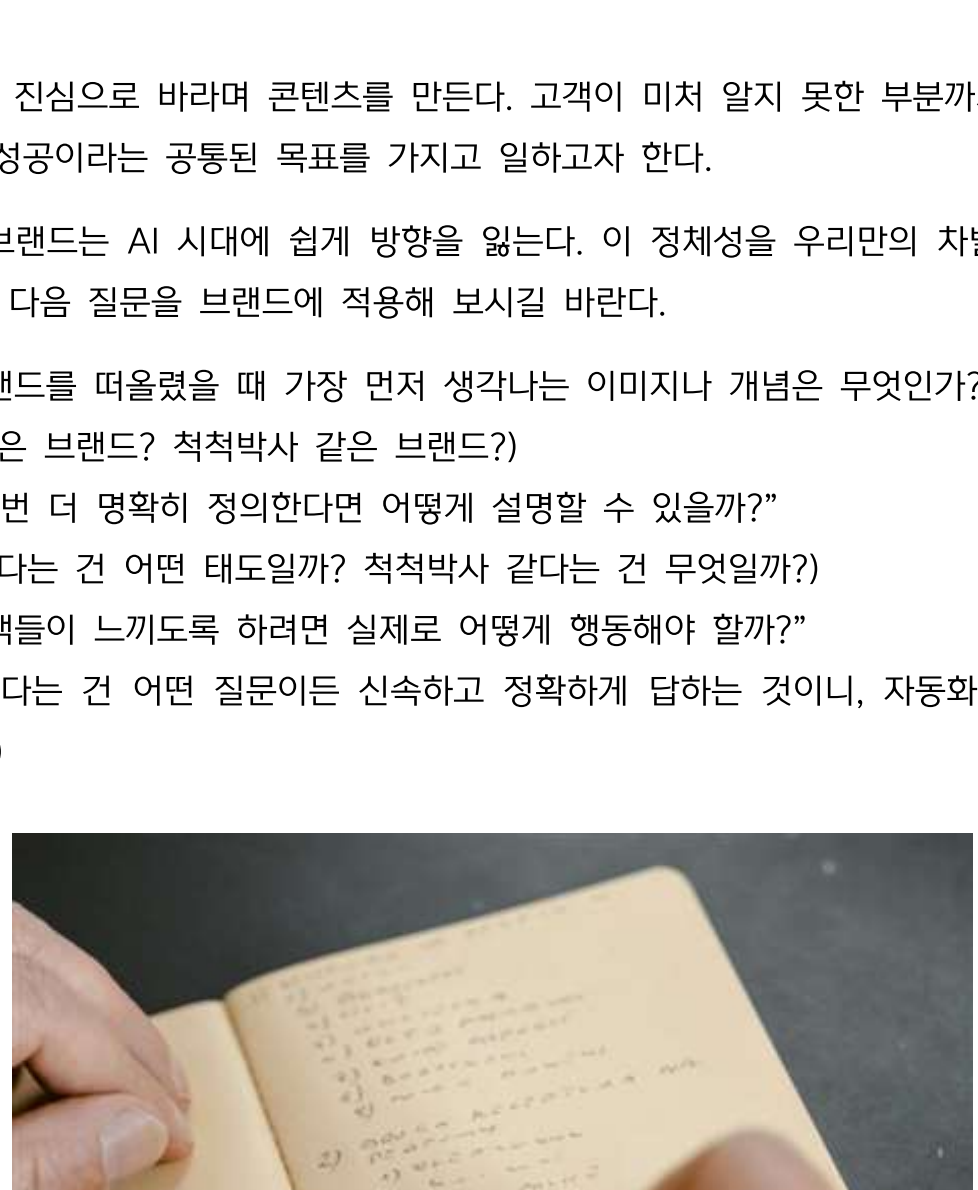 진심으로 바라며 콘텐츠를 만든다. 고객이 미처 알지 못한 부분까
성공이라는 공통된 목표를 가지고 일하고자 한다.
브랜드는 AI 시대에 쉽게 방향을 잃는다. 이 정체성을 우리만의 차별
다음 질문을 브랜드에 적용해 보시길 바란다.
랜드를 떠올렸을 때 가장 먼저 생각나는 이미지나 개념은 무엇인가?
은 브랜드? 척척박사 같은 브랜드?)
번 더 명확히 정의한다면 어떻게 설명할 수 있을까?”
다는 건 어떤 태도일까? 척척박사 같다는 건 무엇일까?)
객들이 느끼도록 하려면 실제로 어떻게 행동해야 할까?”
다는 건 어떤 질문이든 신속하고 정확하게 답하는 것이니, 자동화
)
2)